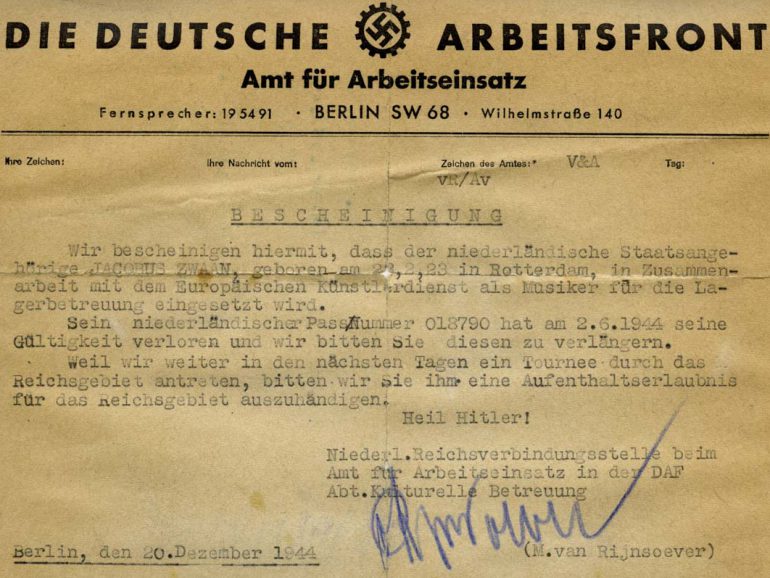 DIE DEUTSCHE ARBEITSFRONT
Amt für Arbeitseinsatz
Fernsprecher: 19 54 91 · BERLIN SW 68 · Wilhelmstraße 140
Ihre Zeichen: Ihre Nachricht vom: Zeichen des Amtes:* V&A Tag:
vR/Av
BESCHEINIGUNG
Wir bescheinigen hiermit, dass der niederländische Staatsange-
hörige JACOBUS ZWAAN, geboren am 2.23 in Rotterdam, in Zusammen-
arbeit mit dem Europäischen Künstlerdienst als Musiker für die La-
gerbetreuung eingesetzt wird.
Sein niederländischer Pass/Nummer 018790 hat am 2.6.1944 seine
Gültigkeit verloren und wir bitten Sie diesen zu verlängern.
Weil wir weiter in den nächsten Tagen ein Tournee durch das
Reichsgebiet antreten, bitten wir Sie ihm eine Aufenthaltserlaubnis
für das Reichsgebiet auszuhändigen.
Heil Hitler!
Niederl.Reichsverbindungsstelle beim
Amt für Arbeitseinsatz in der DAF
Abt.Kulturelle Betreuung
Berlin, den 20.Dezember 1944 (M.van Rijnsoever)